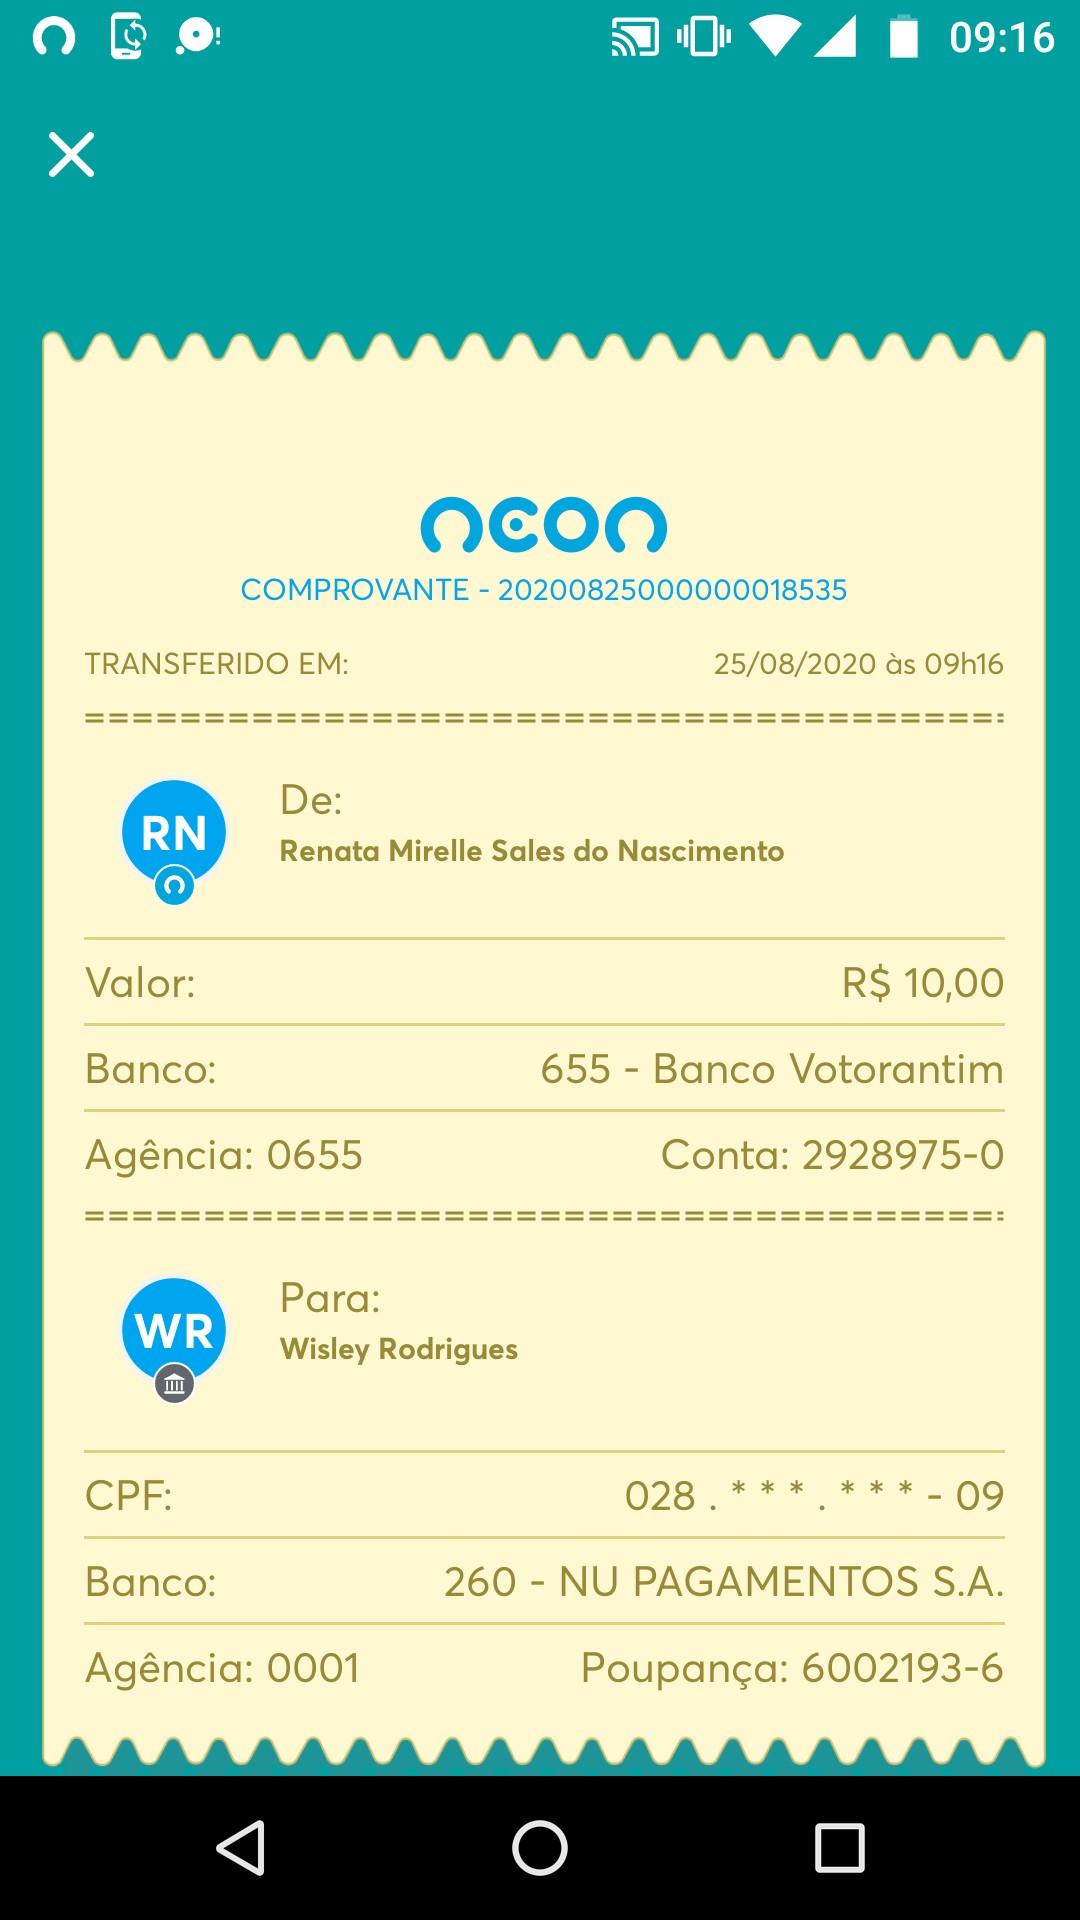 09:16
neon
COMPROVANTE - 20200825000000018535
TRANSFERIDO EM: 25/08/2020 às 09h16
=======================================
RN
De:
Renata Mirelle Sales do Nascimento
Valor: R$ 10,00
Banco: 655 - Banco Votorantim
Agência: 0655 Conta: 2928975-0
=======================================
WR
Para:
Wisley Rodrigues
CPF: 028 . * * * . * * * - 09
Banco: 260 - NU PAGAMENTOS S.A.
Agência: 0001 Poupança: 6002193-6